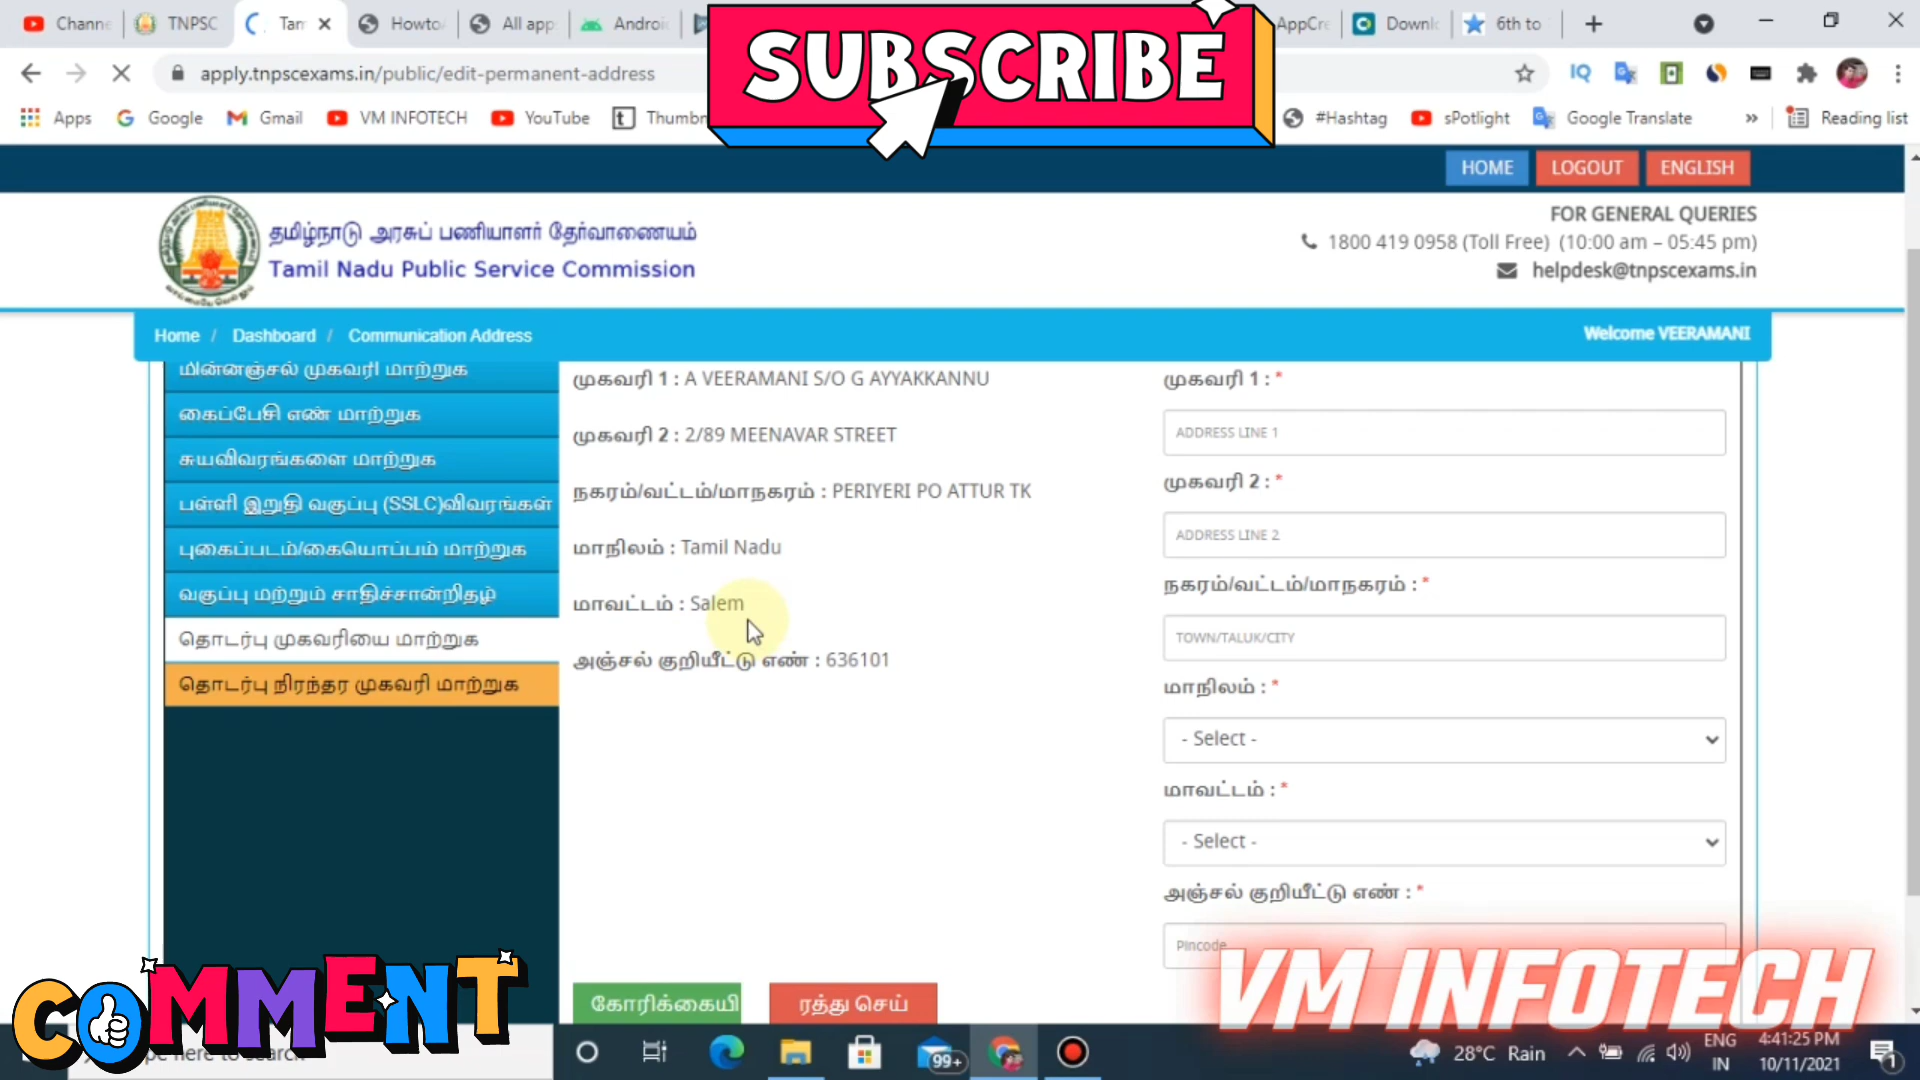 Channe
TNPSC
Tam
Howto
All app
Androi
AppCre
Downlo
6th to
SUBSCRIBE
apply.tnpscexams.in/public/edit-permanent-address
Apps
Google
Gmail
VM INFOTECH
YouTube
Thumbn
#Hashtag
sPotlight
Google Translate
»
Reading list
HOME
LOGOUT
ENGLISH
தமிழ்நாடு அரசுப் பணியாளர் தேர்வாணையம்
Tamil Nadu Public Service Commission
FOR GENERAL QUERIES
1800 419 0958 (Toll Free) (10:00 am – 05:45 pm)
helpdesk@tnpscexams.in
Home / Dashboard / Communication Address
Welcome VEERAMANI
மின்னஞ்சல் முகவரி மாற்றுக
கைப்பேசி எண் மாற்றுக
சுயவிவரங்களை மாற்றுக
பள்ளி இறுதி வகுப்பு (SSLC)விவரங்கள்
புகைப்படம்/கையொப்பம் மாற்றுக
வகுப்பு மற்றும் சாதிச்சான்றிதழ்
தொடர்பு முகவரியை மாற்றுக
தொடர்பு நிரந்தர முகவரி மாற்றுக
முகவரி 1 : A VEERAMANI S/O G AYYAKKANNU
முகவரி 2 : 2/89 MEENAVAR STREET
நகரம்/வட்டம்/மாநகரம் : PERIYERI PO ATTUR TK
மாநிலம் : Tamil Nadu
மாவட்டம் : Salem
அஞ்சல் குறியீட்டு எண் : 636101
கோரிக்கையி
ரத்து செய்
முகவரி 1 : *
ADDRESS LINE 1
முகவரி 2 : *
ADDRESS LINE 2
நகரம்/வட்டம்/மாநகரம் : *
TOWN/TALUK/CITY
மாநிலம் : *
- Select -
மாவட்டம் : *
- Select -
அஞ்சல் குறியீட்டு எண் : *
Pincode
COMMENT
VM INFOTECH
here to search
99+
28°C Rain
ENG
IN
4:41:25 PM
10/11/2021
1